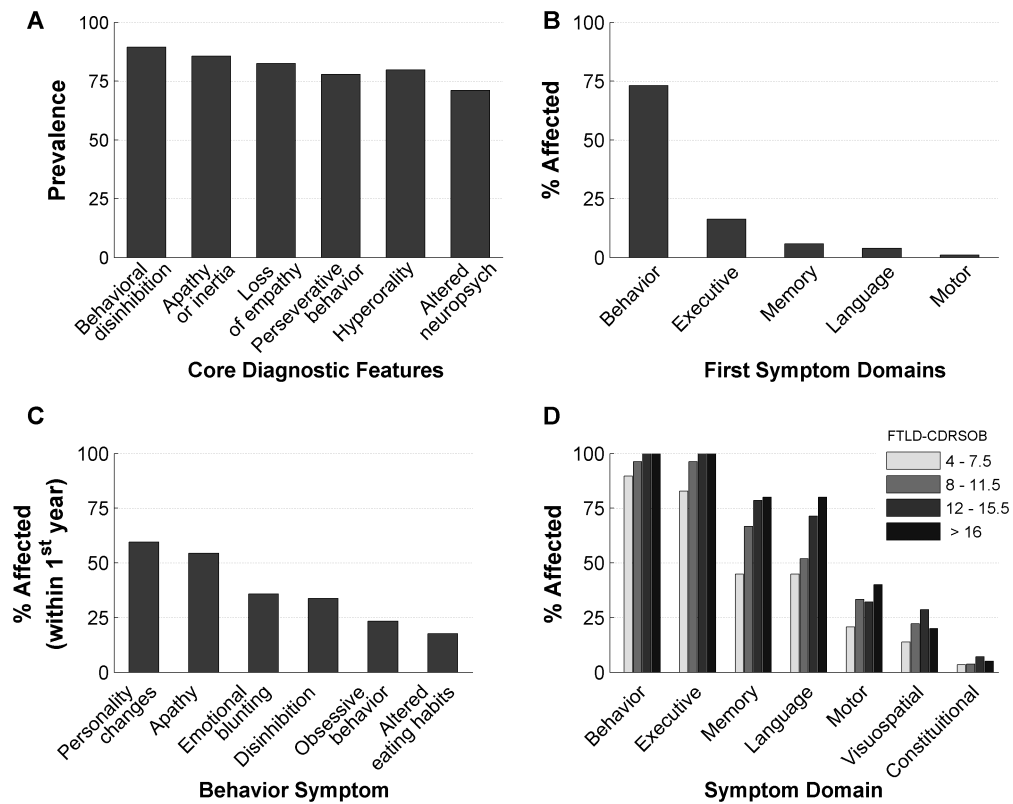 A
Prevalence
100
75
50
25
0
Behavioral
disinhibition
Apathy
or inertia
Loss
of empathy
Perseverative
behavior
Hyperorality
Altered
neuropsych
Core Diagnostic Features
B
% Affected
100
75
50
25
0
Behavior
Executive
Memory
Language
Motor
First Symptom Domains
C
% Affected
(within 1st year)
100
75
50
25
0
Personality
changes
Apathy
Emotional
blunting
Disinhibition
Obsessive
behavior
Altered
eating habits
Behavior Symptom
D
% Affected
100
75
50
25
0
FTLD-CDRSOB
4 - 7.5
8 - 11.5
12 - 15.5
> 16
Behavior
Executive
Memory
Language
Motor
Visuospatial
Constituitional
Symptom Domain